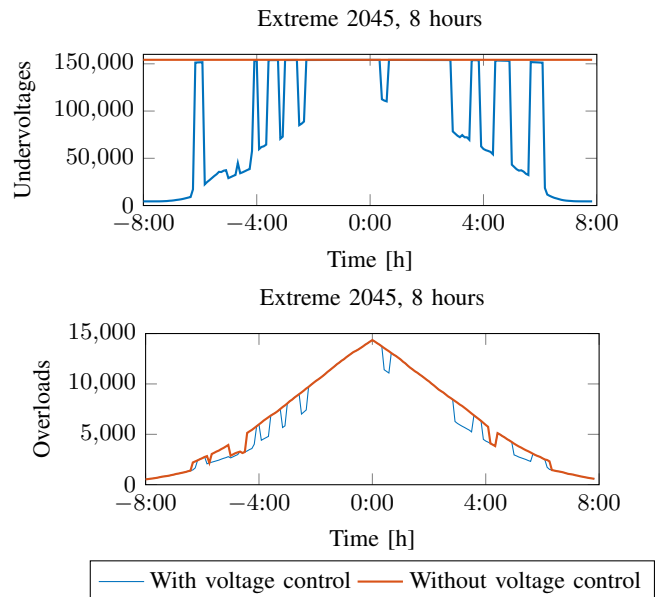 Extreme 2045, 8 hours
150,000
100,000
50,000
0
Undervoltages
−8:00 −4:00 0:00 4:00 8:00
Time [h]
Extreme 2045, 8 hours
15,000
10,000
5,000
0
Overloads
−8:00 −4:00 0:00 4:00 8:00
Time [h]
With voltage control Without voltage control